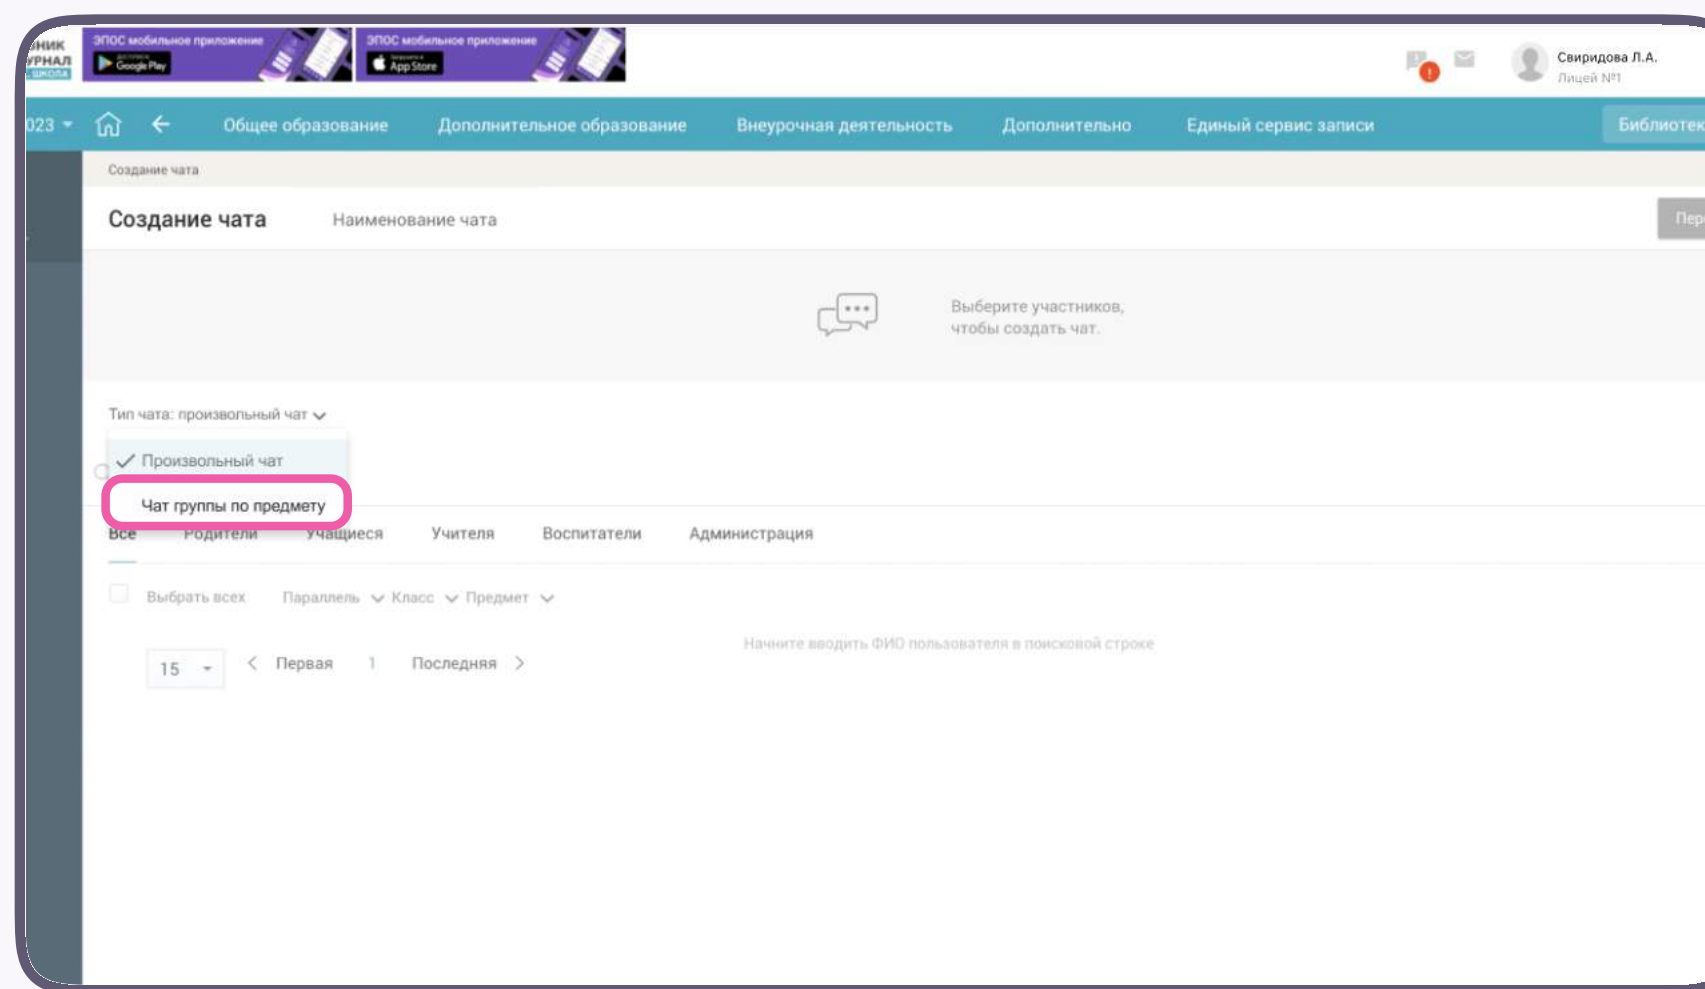 ЭПОС мобильное приложение
Google Play
ЭПОС мобильное приложение
App Store
ШКОЛА
Свиридова Л.А.
Лицей №1
Общее образование
Дополнительное образование
Внеурочная деятельность
Дополнительно
Единый сервис записи
Создание чата
Создание чата
Наименование чата
Выберите участников,
чтобы создать чат.
Тип чата: произвольный чат
Произвольный чат
Чат группы по предмету
Все
Родители
Учащиеся
Учителя
Воспитатели
Администрация
Выбрать всех
Параллель
Класс
Предмет
Начните вводить ФИО пользователя в поисковой строке
15
Первая
1
Последняя